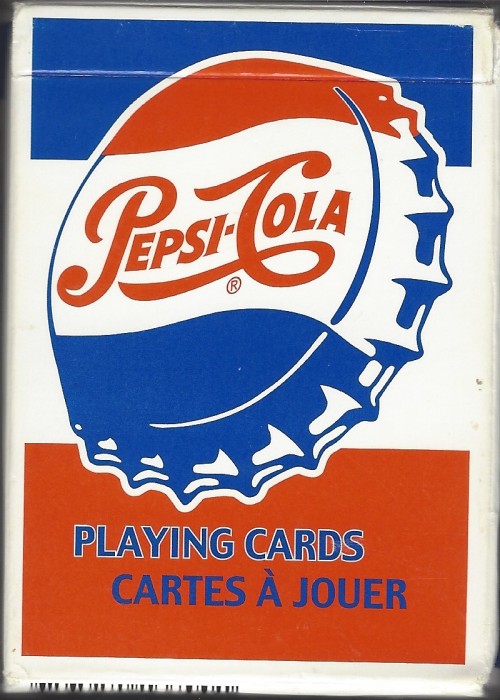 PEPSI-COLA
®
PLAYING CARDS
CARTES À JOUER